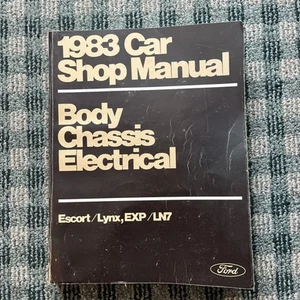 1983 Car
Shop Manual
Body
Chassis
Electrical
Escort/Lynx, EXP/LN7
Ford